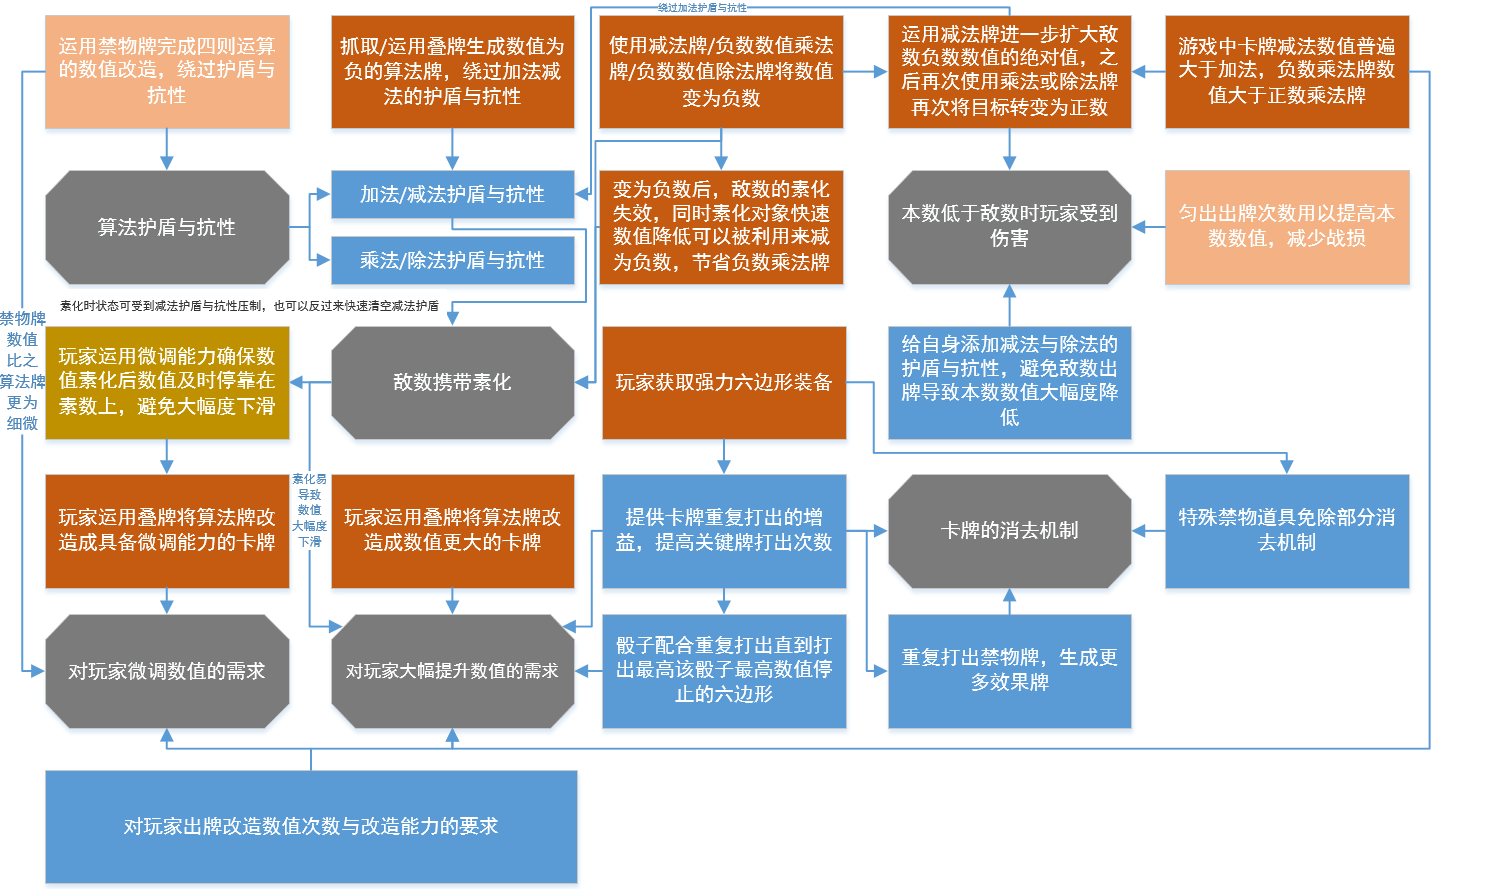 绕过加法护盾与抗性
运用禁物牌完成四则运算
的数值改造，绕过护盾与
抗性
抓取/运用叠牌生成数值为
负的算法牌，绕过加法减
法的护盾与抗性
使用减法牌/负数数值乘法
牌/负数数值除法牌将数值
变为负数
运用减法牌进一步扩大敌
数负数数值的绝对值，之
后再次使用乘法或除法牌
再次将目标转变为正数
游戏中卡牌减法数值普遍
大于加法，负数乘法牌数
值大于正数乘法牌
算法护盾与抗性
加法/减法护盾与抗性
乘法/除法护盾与抗性
变为负数后，敌数的素化
失效，同时素化对象快速
数值降低可以被利用来减
为负数，节省负数乘法牌
本数低于敌数时玩家受到
伤害
匀出出牌次数用以提高本
数数值，减少战损
素化时状态可受到减法护盾与抗性压制，也可以反过来快速清空减法护盾
禁物牌
数值
比之
算法牌
更为
细微
玩家运用微调能力确保数
值素化后数值及时停靠在
素数上，避免大幅度下滑
敌数携带素化
玩家获取强力六边形装备
给自身添加减法与除法的
护盾与抗性，避免敌数出
牌导致本数数值大幅度降
低
素化易
导致
数值
大幅度
下滑
玩家运用叠牌将算法牌改
造成具备微调能力的卡牌
玩家运用叠牌将算法牌改
造成数值更大的卡牌
提供卡牌重复打出的增
益，提高关键牌打出次数
卡牌的消去机制
特殊禁物道具免除部分消
去机制
对玩家微调数值的需求
对玩家大幅提升数值的需求
骰子配合重复打出直到打
出最高该骰子最高数值停
止的六边形
重复打出禁物牌，生成更
多效果牌
对玩家出牌改造数值次数与改造能力的要求